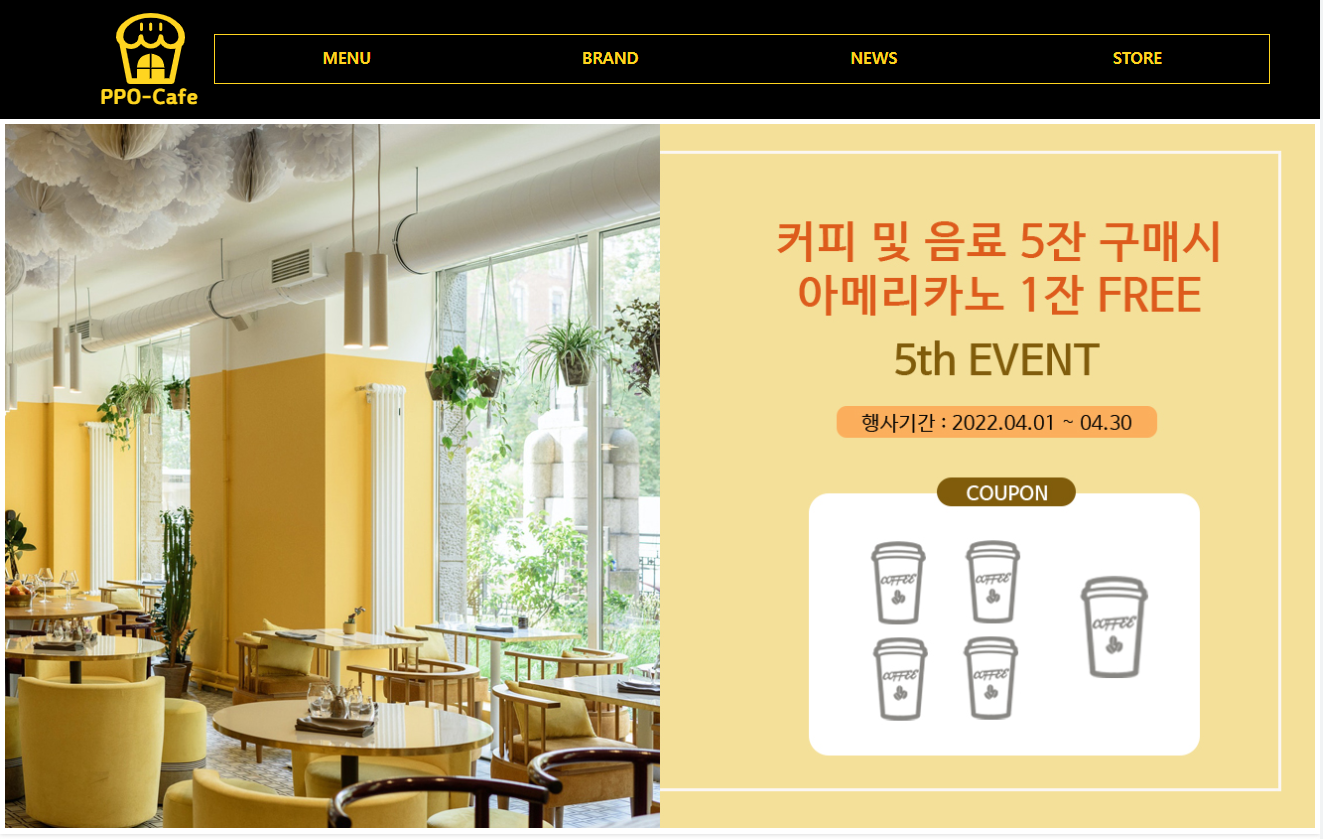 PPO-Cafe
MENU BRAND NEWS STORE
커피 및 음료 5잔 구매시
아메리카노 1잔 FREE
5th EVENT
행사기간 : 2022.04.01 ~ 04.30
COUPON
COFFEE COFFEE
COFFEE
COFFEE COFFEE